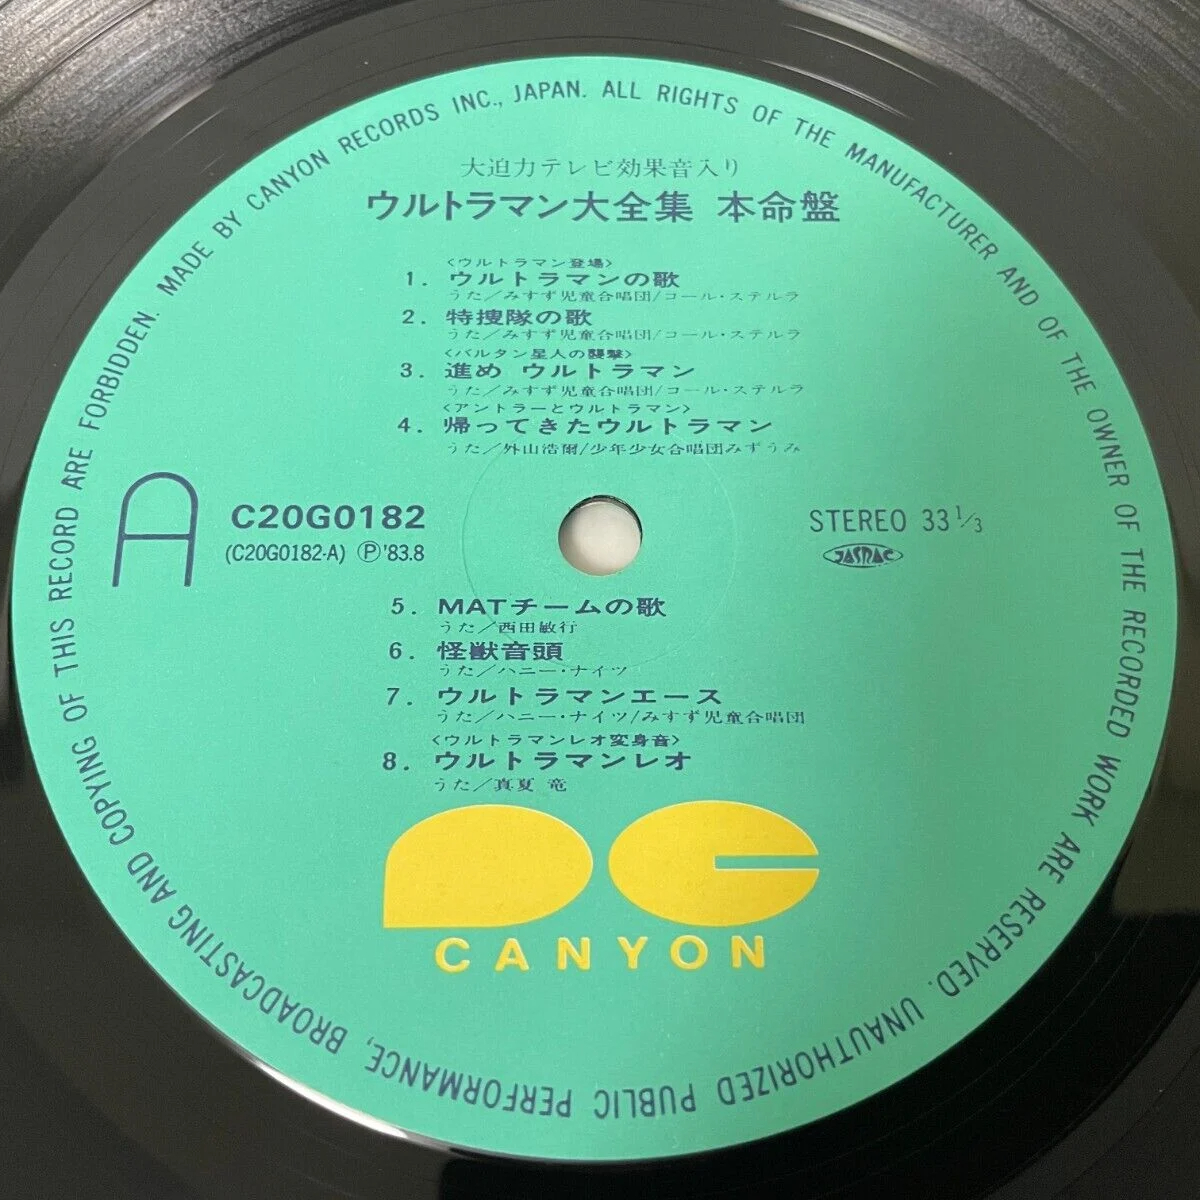 MADE BY CANYON RECORDS INC., JAPAN. ALL RIGHTS OF THE MANUFACTURER AND OF THE OWNER OF THE RECORDED WORK ARE RESERVED. UNAUTHORIZED PUBLIC PERFORMANCE, BROADCASTING AND COPYING OF THIS RECORD ARE FORBIDDEN.
大迫力テレビ効果音入り
ウルトラマン大全集 本命盤
<ウルトラマン登場>
1. ウルトラマンの歌
うた/みすず児童合唱団/コール・ステルラ
2. 特捜隊の歌
うた/みすず児童合唱団/コール・ステルラ
<バルタン星人の襲撃>
3. 進め ウルトラマン
うた/みすず児童合唱団/コール・ステルラ
<アントラーとウルトラマン>
4. 帰ってきたウルトラマン
うた/外山浩爾/少年少女合唱団みずうみ
A
C20G0182
(C20G0182-A) Ⓟ'83.8
STEREO 33 1/3
JASRAC
5. MATチームの歌
うた/西田敏行
6. 怪獣音頭
うた/ハニー・ナイツ
7. ウルトラマンエース
うた/ハニー・ナイツ/みすず児童合唱団
<ウルトラマンレオ変身音>
8. ウルトラマンレオ
うた/真夏 竜
PC
CANYON